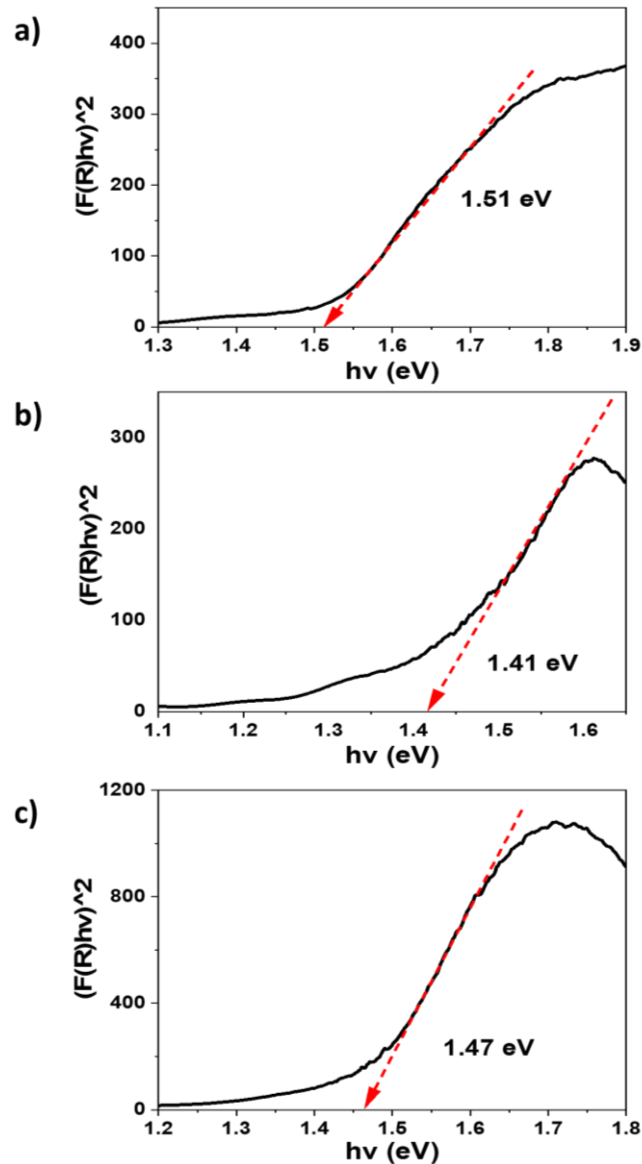 a)
(F(R)hv)^2
400
300
200
100
0
1.51 eV
1.3 1.4 1.5 1.6 1.7 1.8 1.9
hv (eV)
b)
(F(R)hv)^2
300
200
100
0
1.41 eV
1.1 1.2 1.3 1.4 1.5 1.6
hv (eV)
c)
(F(R)hv)^2
1200
800
400
0
1.47 eV
1.2 1.3 1.4 1.5 1.6 1.7 1.8
hv (eV)